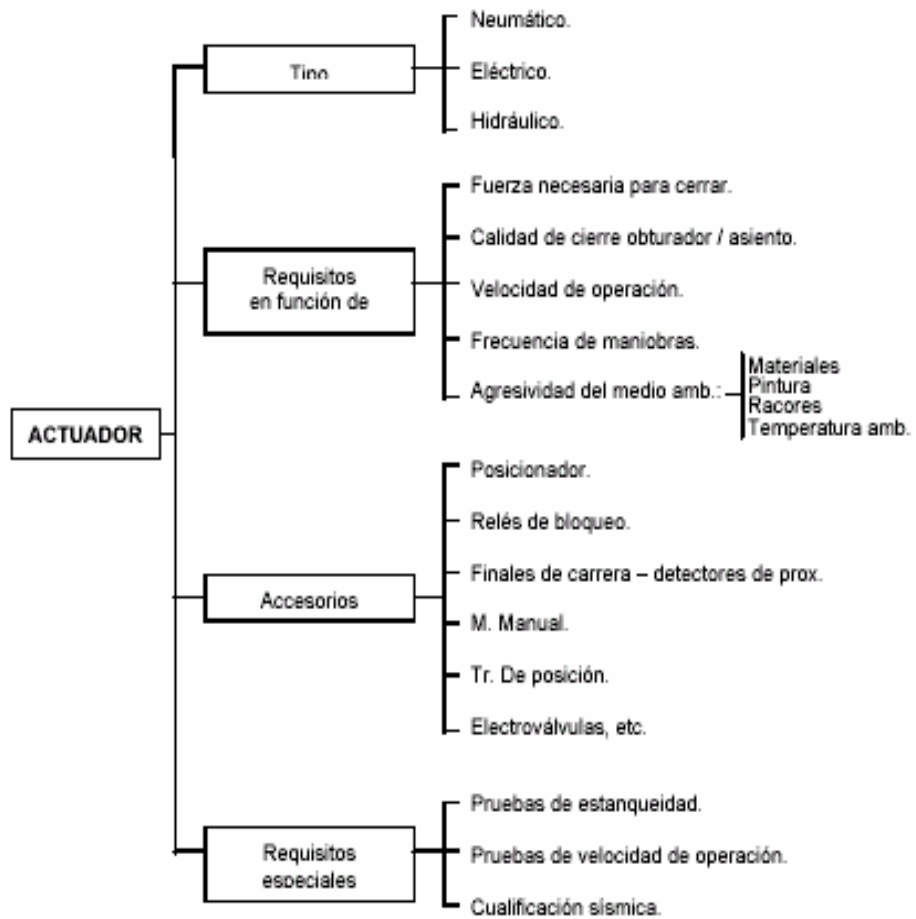 Neumático.
Tipo
Eléctrico.
Hidráulico.
Fuerza necesaria para cerrar.
Calidad de cierre obturador / asiento.
Requisitos
en función de
Velocidad de operación.
Frecuencia de maniobras.
Agresividad del medio amb.:
Materiales
Pintura
Racores
Temperatura amb.
ACTUADOR
Posicionador.
Relés de bloqueo.
Finales de carrera – detectores de prox.
Accesorios
M. Manual.
Tr. De posición.
Electroválvulas, etc.
Pruebas de estanqueidad.
Requisitos
especiales
Pruebas de velocidad de operación.
Cualificación sísmica.